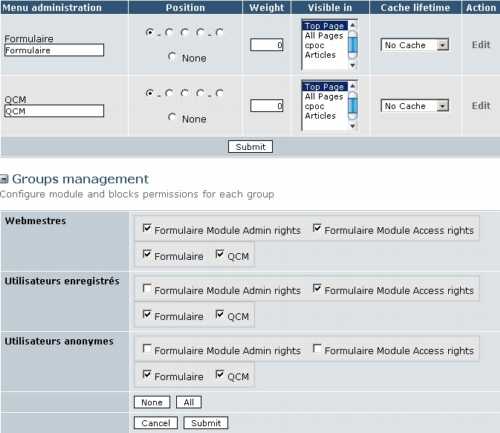 Menu administration Position Weight Visible in Cache lifetime Action
Formulaire
Formulaire
- -
None
0
Top Page
All Pages
cpoc
Articles
No Cache
Edit
QCM
QCM
- -
None
0
Top Page
All Pages
cpoc
Articles
No Cache
Edit
Submit
Groups management
Configure module and blocks permissions for each group
Webmestres
Formulaire Module Admin rights Formulaire Module Access rights
Formulaire QCM
Utilisateurs enregistrés
Formulaire Module Admin rights Formulaire Module Access rights
Formulaire QCM
Utilisateurs anonymes
Formulaire Module Admin rights Formulaire Module Access rights
Formulaire QCM
None All
Cancel Submit